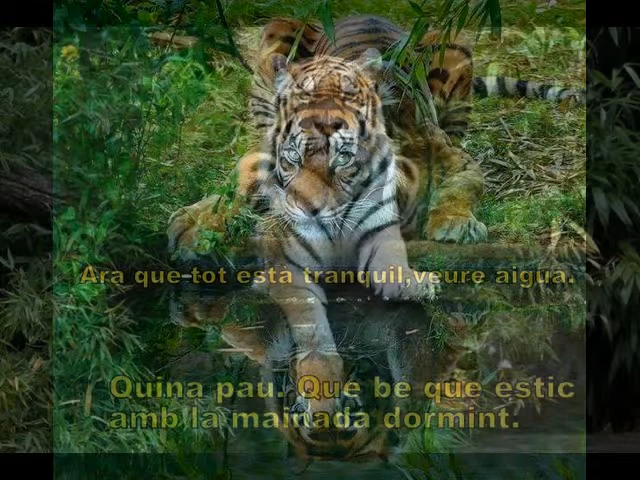 Ara que tot està tranquil,veure aigua.
Quina pau. Que be que estic
amb la mainada dormint.